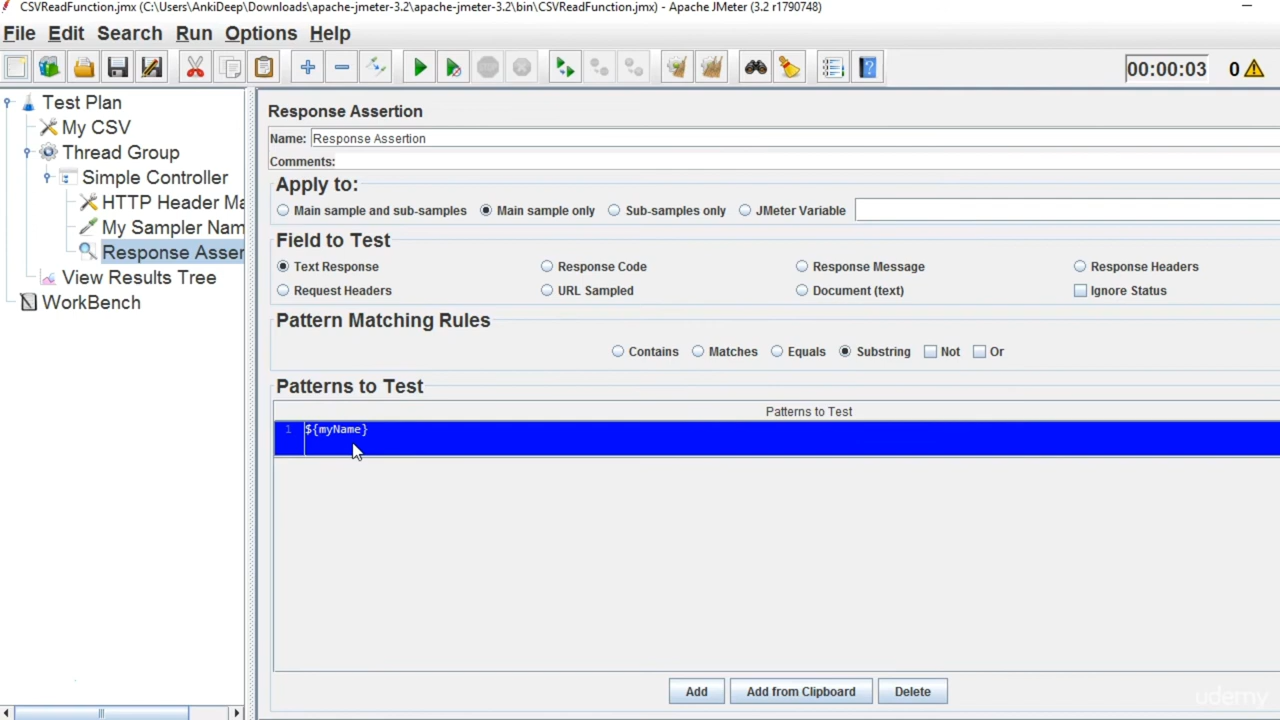 CSVReadFunction.jmx (C:\Users\AnkiDeep\Downloads\apache-jmeter-3.2\apache-jmeter-3.2\bin\CSVReadFunction.jmx) - Apache JMeter (3.2 r1790748)
File Edit Search Run Options Help
00:00:03 0
Test Plan
My CSV
Thread Group
Simple Controller
HTTP Header Ma
My Sampler Nam
Response Asser
View Results Tree
WorkBench
Response Assertion
Name: Response Assertion
Comments:
Apply to:
Main sample and sub-samples Main sample only Sub-samples only JMeter Variable
Field to Test
Text Response Response Code Response Message Response Headers
Request Headers URL Sampled Document (text) Ignore Status
Pattern Matching Rules
Contains Matches Equals Substring Not Or
Patterns to Test
Patterns to Test
1 ${myName}
Add Add from Clipboard Delete
udemy